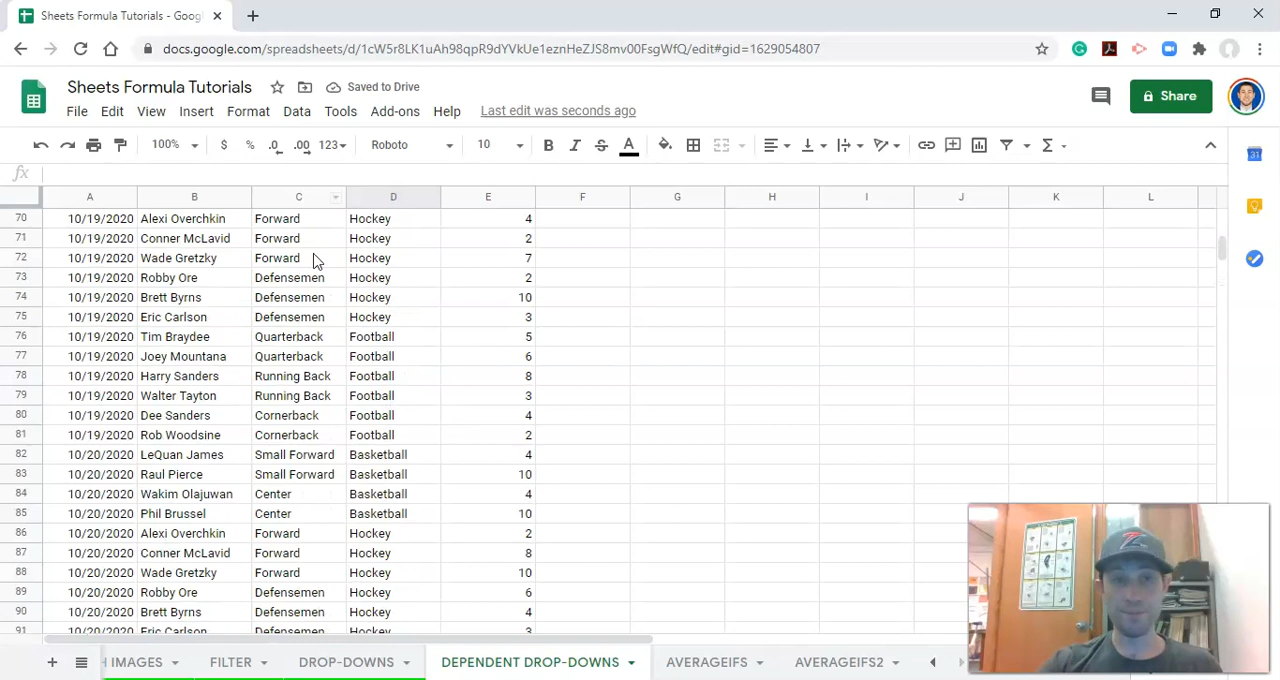 Sheets Formula Tutorials - Goog
docs.google.com/spreadsheets/d/1cW5r8LK1uAh98qpR9dYVkUe1eznHeZJS8mv00FsgWfQ/edit#gid=1629054807
Sheets Formula Tutorials
Saved to Drive
File Edit View Insert Format Data Tools Add-ons Help
Last edit was seconds ago
Share
100% $ % .0 .00 123 Roboto 10 B I S A
fx
A B C D E F G H I J K L
70 10/19/2020 Alexi Overchkin Forward Hockey 4
71 10/19/2020 Conner McLavid Forward Hockey 2
72 10/19/2020 Wade Gretzky Forward Hockey 7
73 10/19/2020 Robby Ore Defensemen Hockey 2
74 10/19/2020 Brett Byrns Defensemen Hockey 10
75 10/19/2020 Eric Carlson Defensemen Hockey 3
76 10/19/2020 Tim Braydee Quarterback Football 5
77 10/19/2020 Joey Mountana Quarterback Football 6
78 10/19/2020 Harry Sanders Running Back Football 8
79 10/19/2020 Walter Tayton Running Back Football 3
80 10/19/2020 Dee Sanders Cornerback Football 4
81 10/19/2020 Rob Woodsine Cornerback Football 2
82 10/20/2020 LeQuan James Small Forward Basketball 4
83 10/20/2020 Raul Pierce Small Forward Basketball 10
84 10/20/2020 Wakim Olajuwan Center Basketball 4
85 10/20/2020 Phil Brussel Center Basketball 10
86 10/20/2020 Alexi Overchkin Forward Hockey 2
87 10/20/2020 Conner McLavid Forward Hockey 8
88 10/20/2020 Wade Gretzky Forward Hockey 10
89 10/20/2020 Robby Ore Defensemen Hockey 6
90 10/20/2020 Brett Byrns Defensemen Hockey 4
91 10/20/2020 Eric Carlson Defensemen Hockey 3
H IMAGES FILTER DROP-DOWNS DEPENDENT DROP-DOWNS AVERAGEIFS AVERAGEIFS2